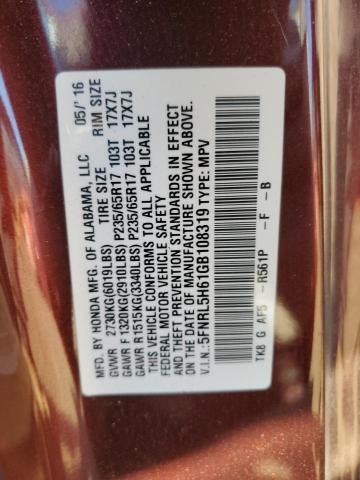 MFD. BY HONDA MFG. OF ALABAMA, LLC 05/' 16
TIRE SIZE RIM SIZE
GVWR 2730KG(6019LBS)
GAWR F 1320KG(2910LBS) P235/65R17 103T 17X7J
GAWR R1515KG(3340LBS) P235/65R17 103T 17X7J
THIS VEHICLE CONFORMS TO ALL APPLICABLE
FEDERAL MOTOR VEHICLE SAFETY
AND THEFT PREVENTION STANDARDS IN EFFECT
ON THE DATE OF MANUFACTURE SHOWN ABOVE.
V.I.N.: 5FNRL5H61GB108319 TYPE: MPV
TK8 G AF5 - R561P - F - B